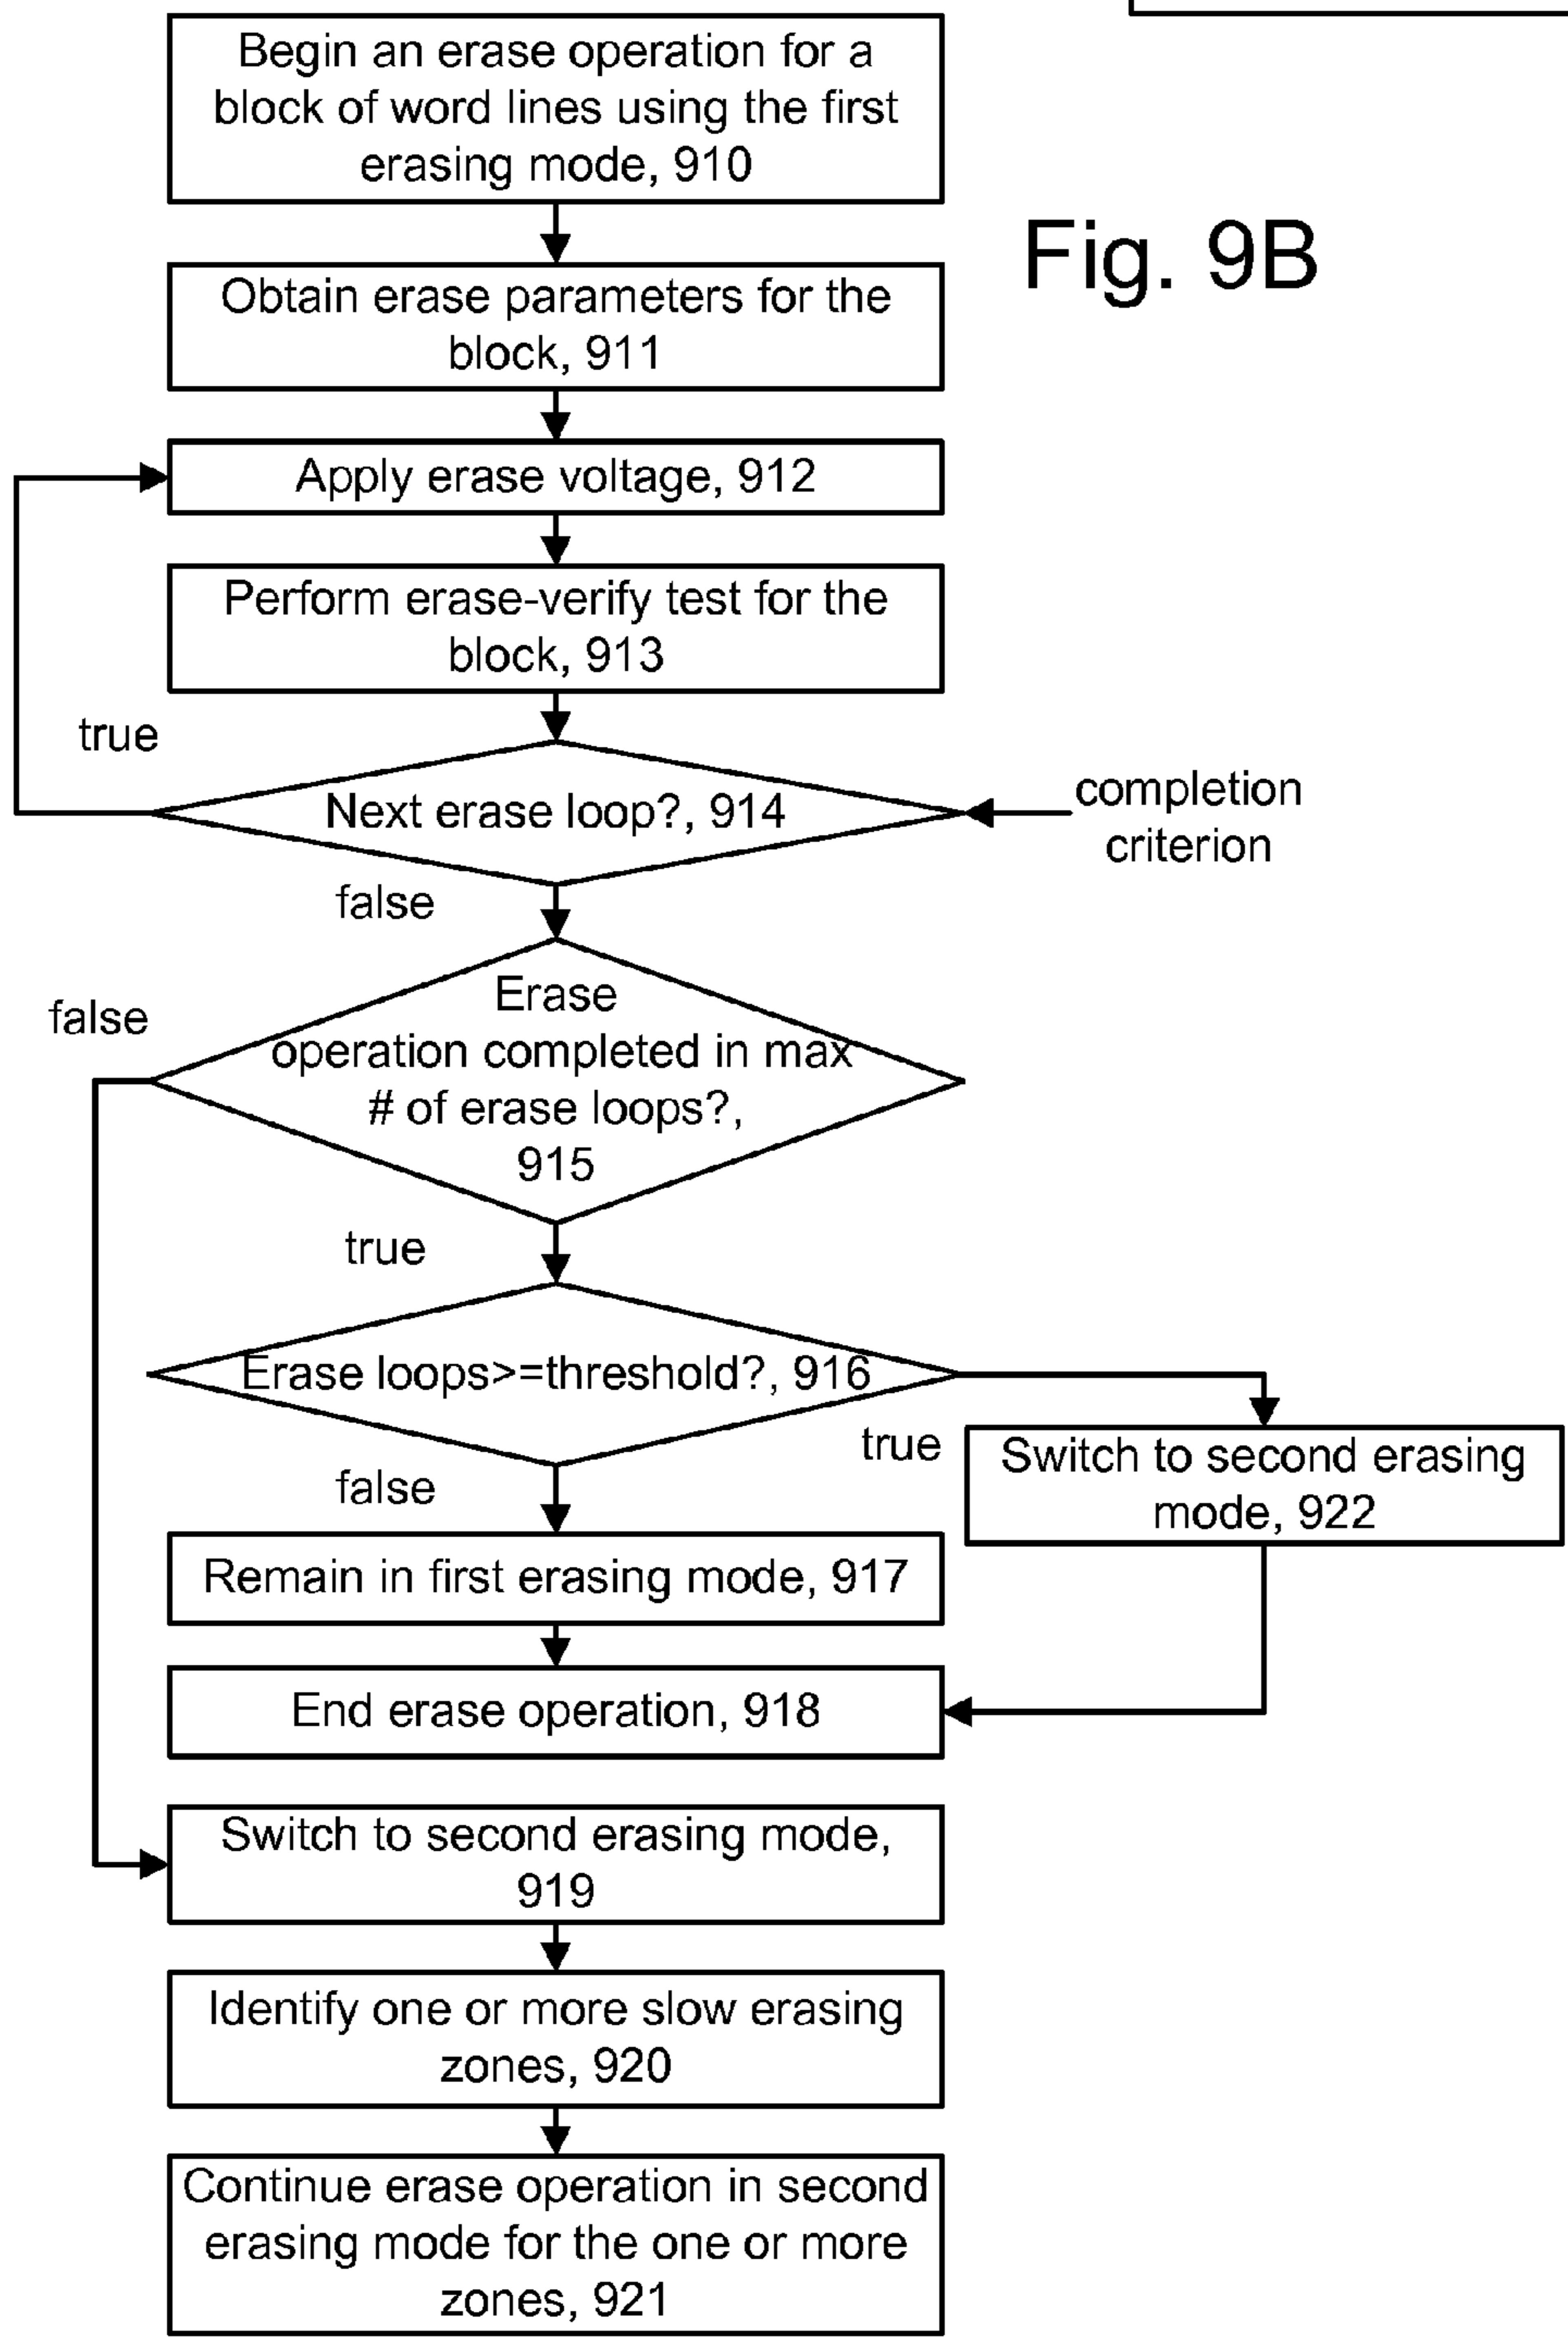 Begin an erase operation for a
block of word lines using the first
erasing mode, 910
Fig. 9B
Obtain erase parameters for the
block, 911
Apply erase voltage, 912
Perform erase-verify test for the
block, 913
true
Next erase loop?, 914
completion
criterion
false
false
Erase
operation completed in max
# of erase loops?,
915
true
Erase loops>=threshold?, 916
true
false
Switch to second erasing
mode, 922
Remain in first erasing mode, 917
End erase operation, 918
Switch to second erasing mode,
919
Identify one or more slow erasing
zones, 920
Continue erase operation in second
erasing mode for the one or more
zones, 921